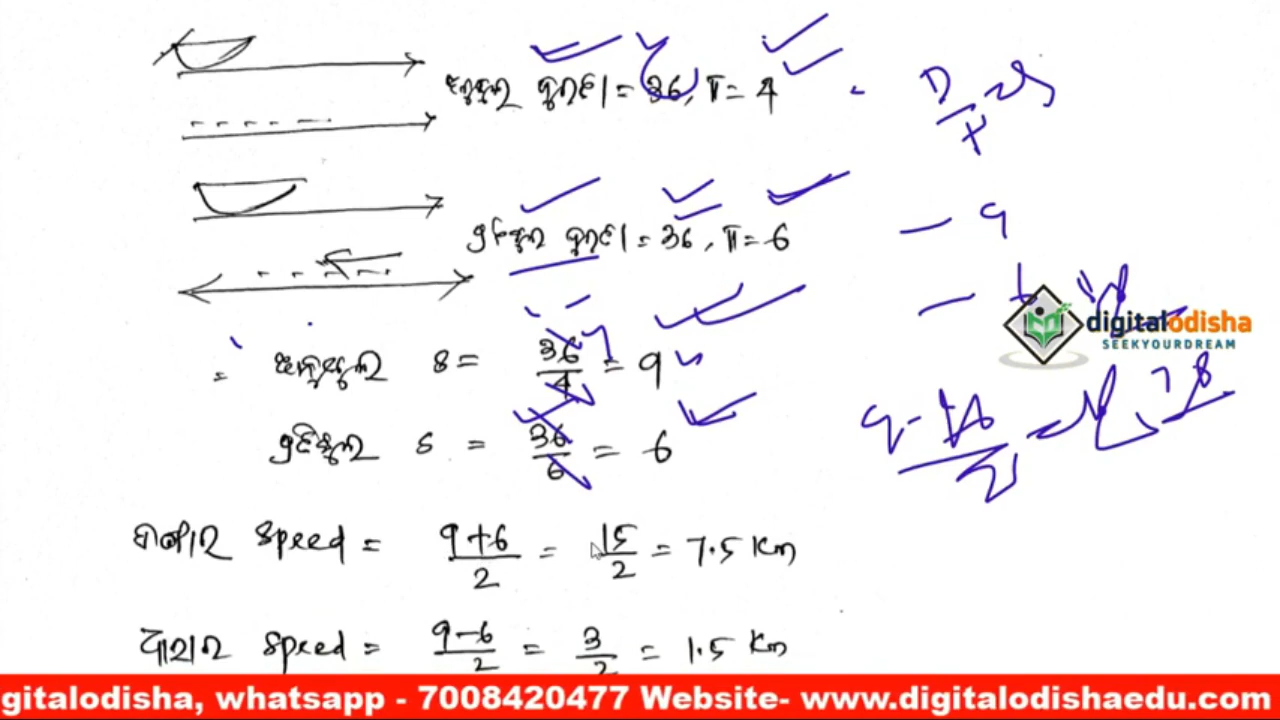 ଅନୁକୂଳ ଦୂରତା = 36, T = 4
D/T = S
ପ୍ରତିକୂଳ ଦୂରତା = 36, T = 6
9
= ଅନୁକୂଳ S = 36/4 = 9
ପ୍ରତିକୂଳ S = 36/6 = 6
speed = 9+6/2 = 15/2 = 7.5 Km
speed = 9-6/2 = 3/2 = 1.5 Km
digitalodisha
SEEKYOURDREAM
gitalodisha, whatsapp - 7008420477 Website- www.digitalodishaedu.com